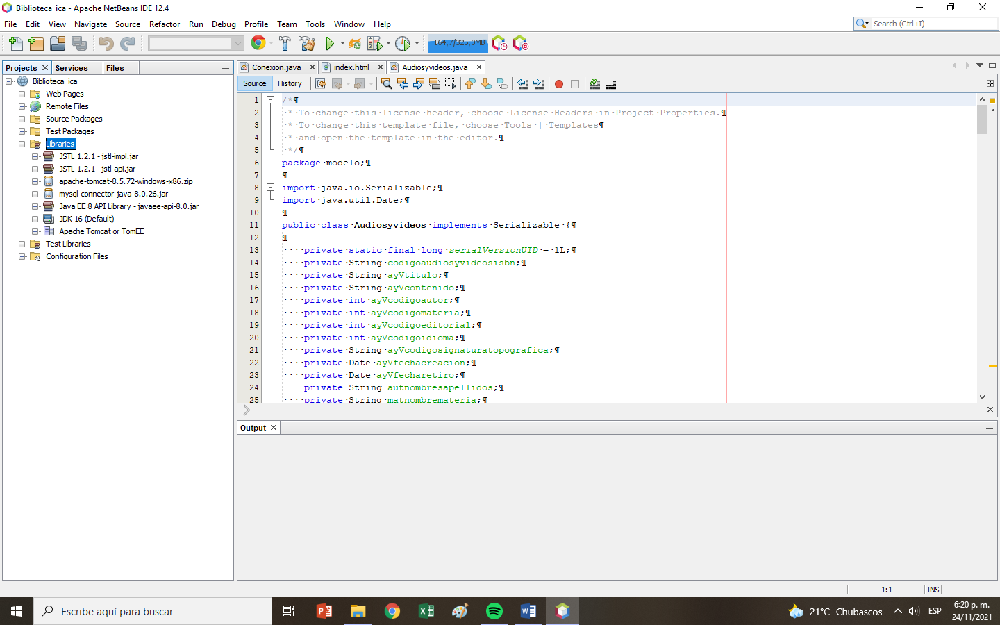 Biblioteca_ica - Apache NetBeans IDE 12.4
File Edit View Navigate Source Refactor Run Debug Profile Team Tools Window Help
Search (Ctrl+I)
164,7/325,0MB
Projects Services Files
Biblioteca_ica
Web Pages
Remote Files
Source Packages
Test Packages
Libraries
JSTL 1.2.1 - jstl-impl.jar
JSTL 1.2.1 - jstl-api.jar
apache-tomcat-8.5.72-windows-x86.zip
mysql-connector-java-8.0.26.jar
Java EE 8 API Library - javaee-api-8.0.jar
JDK 16 (Default)
Apache Tomcat or TomEE
Test Libraries
Configuration Files
Conexion.java index.html Audiosyvideos.java
Source History
1 /*¶
2 ·*·To·change·this·license·header,·choose·License·Headers·in·Project·Properties.¶
3 ·*·To·change·this·template·file,·choose·Tools·|·Templates¶
4 ·*·and·open·the·template·in·the·editor.¶
5 ·*/¶
6 package·modelo;¶
7 ¶
8 import·java.io.Serializable;¶
9 import·java.util.Date;¶
10 ¶
11 public·class·Audiosyvideos·implements·Serializable·{¶
12 ¶
13 ····private·static·final·long·serialVersionUID·=·1L;¶
14 ····private·String·codigoaudiosyvideosisbn;¶
15 ····private·String·ayVtitulo;¶
16 ····private·String·ayVcontenido;¶
17 ····private·int·ayVcodigoautor;¶
18 ····private·int·ayVcodigomateria;¶
19 ····private·int·ayVcodigoeditorial;¶
20 ····private·int·ayVcodigoidioma;¶
21 ····private·String·ayVcodigosignaturatopografica;¶
22 ····private·Date·ayVfechacreacion;¶
23 ····private·Date·ayVfecharetiro;¶
24 ····private·String·autnombresapellidos;¶
25 ····private·String·matnombremateria;¶
Output
1:1 INS
Escribe aquí para buscar
21°C Chubascos
ESP
6:20 p. m.
24/11/2021